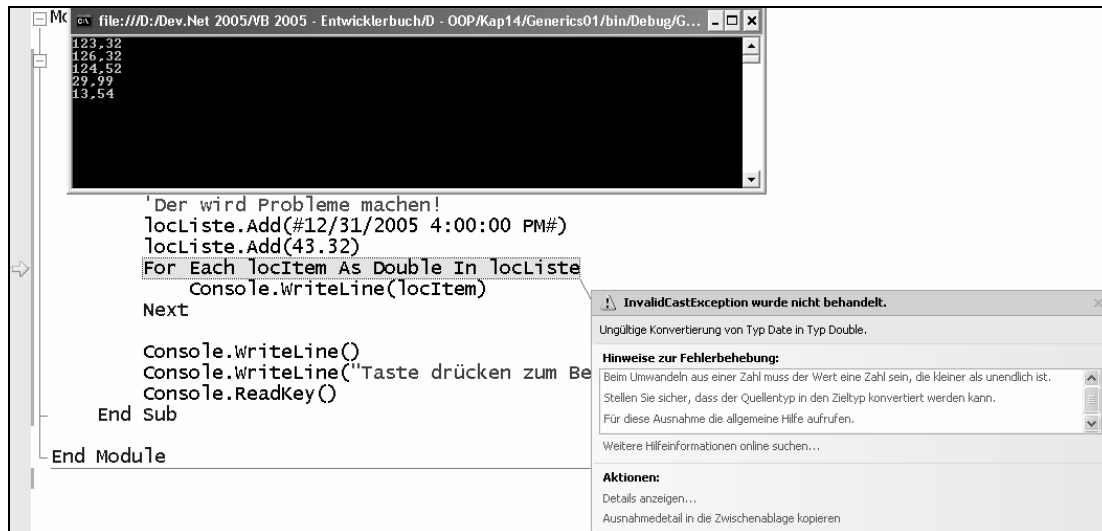 Mo
file:///D:/Dev.Net 2005/VB 2005 - Entwicklerbuch/D - OOP/Kap14/Generics01/bin/Debug/G...
123,32
126,32
124,52
29,99
13,54
'Der wird Probleme machen!
locListe.Add(#12/31/2005 4:00:00 PM#)
locListe.Add(43.32)
For Each locItem As Double In locListe
Console.WriteLine(locItem)
Next
Console.WriteLine()
Console.WriteLine("Taste drücken zum Be
Console.ReadKey()
End Sub
End Module
InvalidCastException wurde nicht behandelt.
Ungültige Konvertierung von Typ Date in Typ Double.
Hinweise zur Fehlerbehebung:
Beim Umwandeln aus einer Zahl muss der Wert eine Zahl sein, die kleiner als unendlich ist.
Stellen Sie sicher, dass der Quellentyp in den Zieltyp konvertiert werden kann.
Für diese Ausnahme die allgemeine Hilfe aufrufen.
Weitere Hilfeinformationen online suchen...
Aktionen:
Details anzeigen...
Ausnahmedetail in die Zwischenablage kopieren